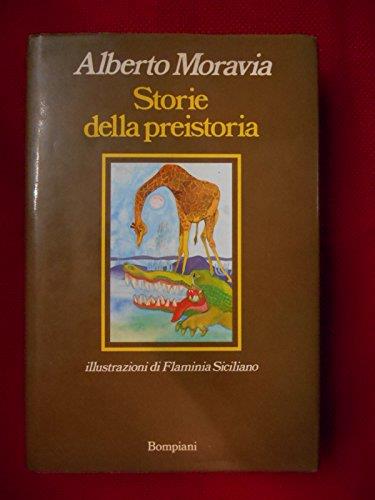 Alberto Moravia
Storie
della preistoria
illustrazioni di Flaminia Siciliano
Bompiani